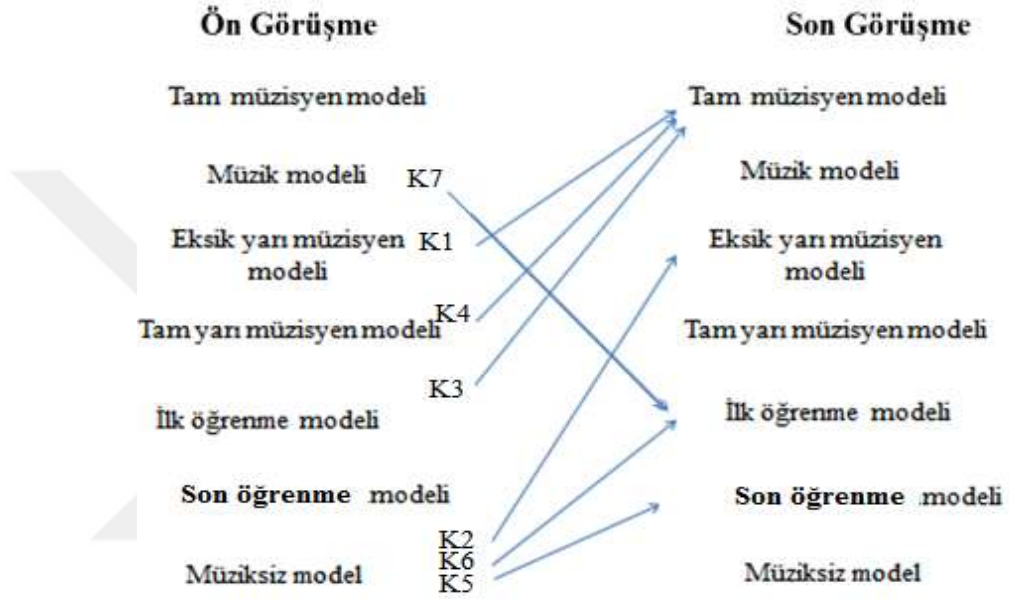 Ön Görüşme
Son Görüşme
Tam müzisyen modeli
Tam müzisyen modeli
Müzik modeli K7
Müzik modeli
Eksik yarı müzisyen K1
modeli
Eksik yarı müzisyen
modeli
Tam yarı müzisyen modeli K4
Tam yarı müzisyen modeli
K3
İlk öğrenme modeli
İlk öğrenme modeli
Son öğrenme modeli
Son öğrenme modeli
K2
K6
Müziksiz model
K5
Müziksiz model